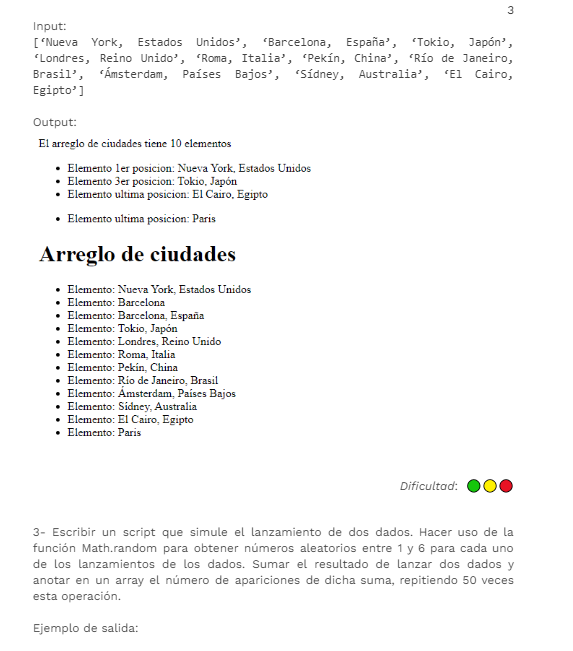 3
Input:
[‘Nueva York, Estados Unidos’, ‘Barcelona, España’, ‘Tokio, Japón’,
‘Londres, Reino Unido’, ‘Roma, Italia’, ‘Pekín, China’, ‘Río de Janeiro,
Brasil’, ‘Ámsterdam, Países Bajos’, ‘Sídney, Australia’, ‘El Cairo,
Egipto’]
Output:
El arreglo de ciudades tiene 10 elementos
• Elemento 1er posicion: Nueva York, Estados Unidos
• Elemento 3er posicion: Tokio, Japón
• Elemento ultima posicion: El Cairo, Egipto
• Elemento ultima posicion: Paris
Arreglo de ciudades
• Elemento: Nueva York, Estados Unidos
• Elemento: Barcelona
• Elemento: Barcelona, España
• Elemento: Tokio, Japón
• Elemento: Londres, Reino Unido
• Elemento: Roma, Italia
• Elemento: Pekín, China
• Elemento: Río de Janeiro, Brasil
• Elemento: Ámsterdam, Países Bajos
• Elemento: Sídney, Australia
• Elemento: El Cairo, Egipto
• Elemento: Paris
Dificultad:
3- Escribir un script que simule el lanzamiento de dos dados. Hacer uso de la
función Math.random para obtener números aleatorios entre 1 y 6 para cada uno
de los lanzamientos de los dados. Sumar el resultado de lanzar dos dados y
anotar en un array el número de apariciones de dicha suma, repitiendo 50 veces
esta operación.
Ejemplo de salida: